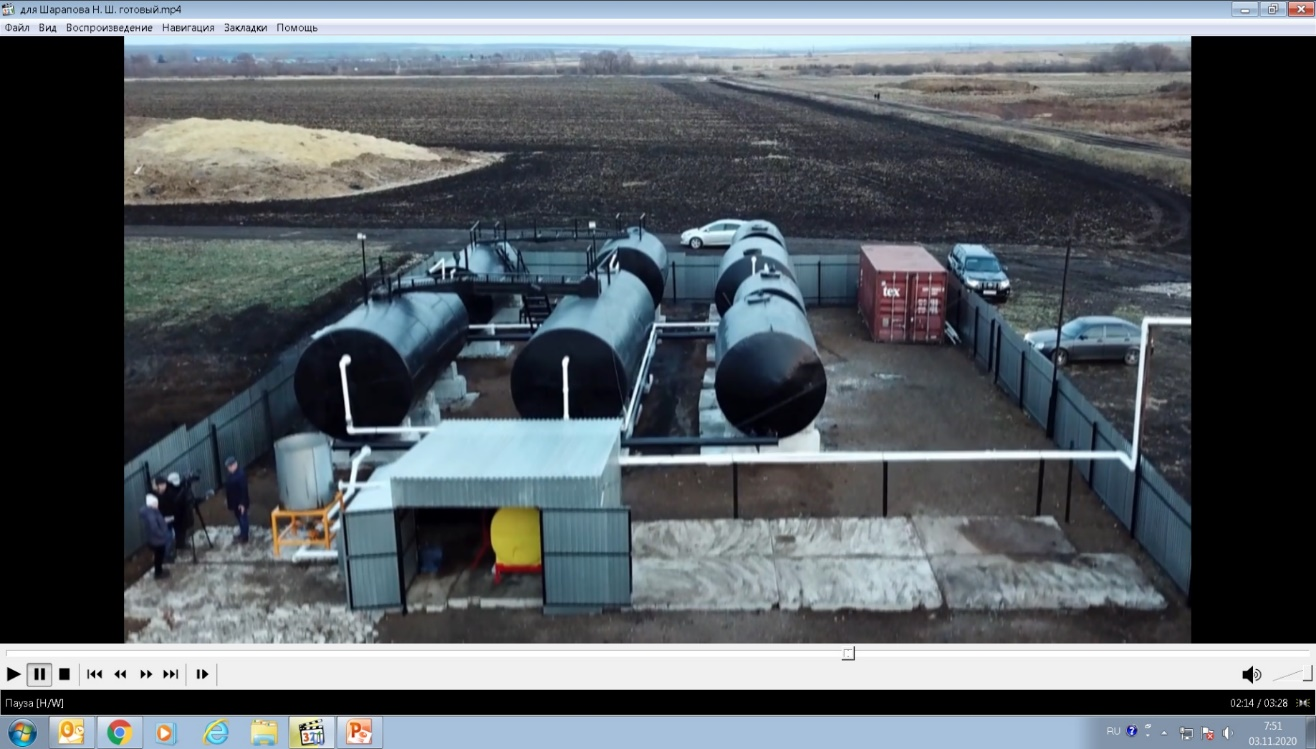 для Шарапова Н. Ш. готовый.mp4
Файл Вид Воспроизведение Навигация Закладки Помощь
tex
Пауза [H/W]
02:14 / 03:28
RU
7:51
03.11.2020